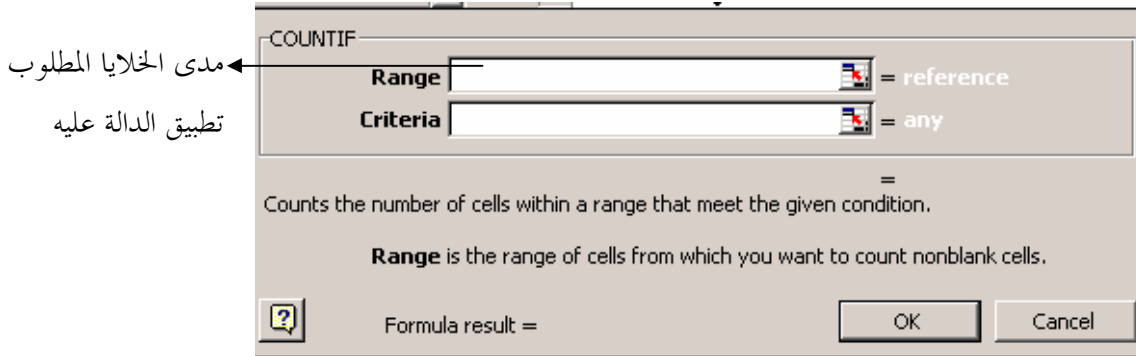 COUNTIF
مدى الخلايا المطلوب
تطبيق الدالة عليه
Range = reference
Criteria = any
=
Counts the number of cells within a range that meet the given condition.
Range is the range of cells from which you want to count nonblank cells.
Formula result =
OK
Cancel